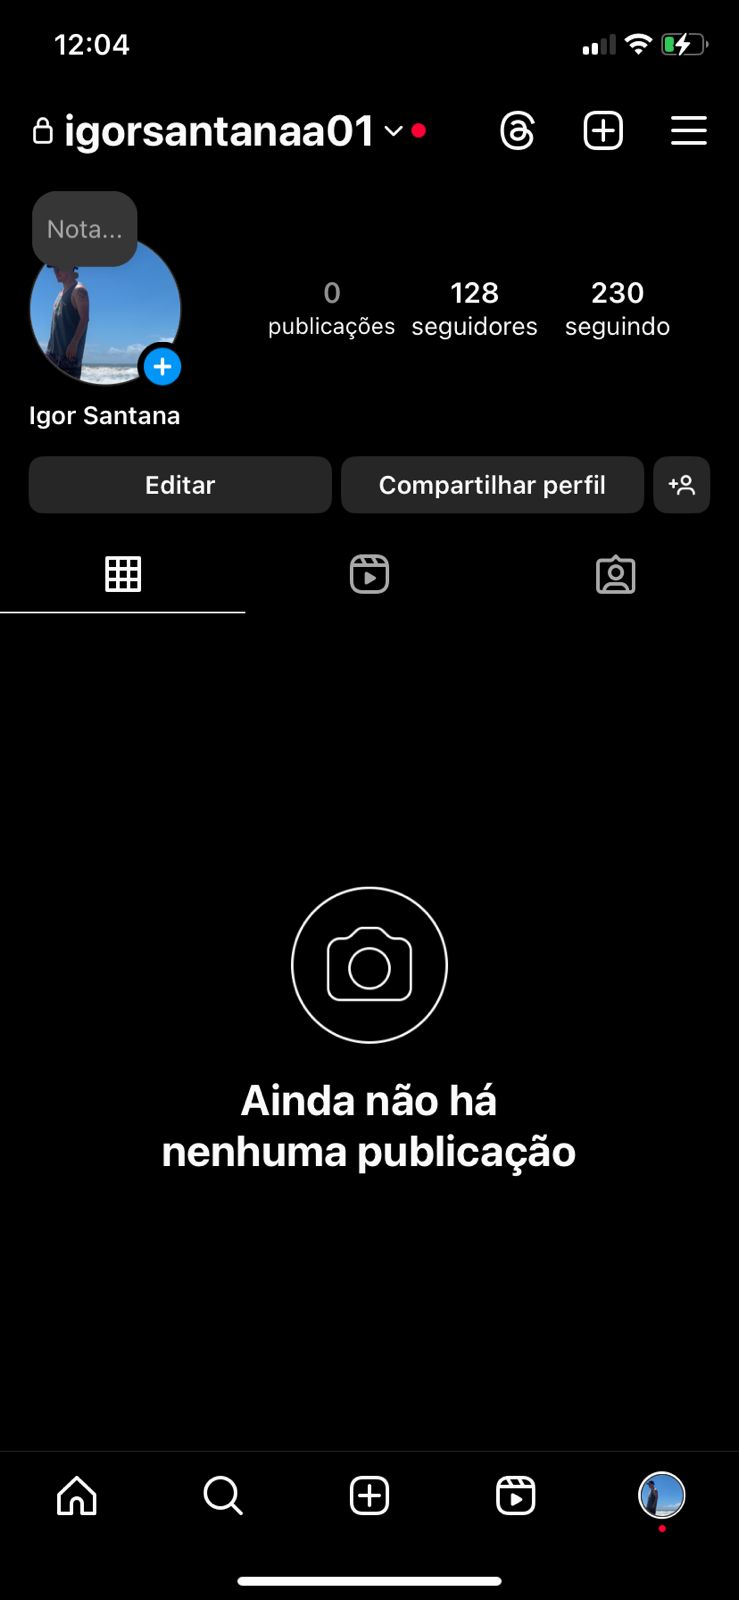 12:04
igorsantanaa01
Nota...
0 128 230
publicações seguidores seguindo
Igor Santana
Editar Compartilhar perfil
Ainda não há
nenhuma publicação